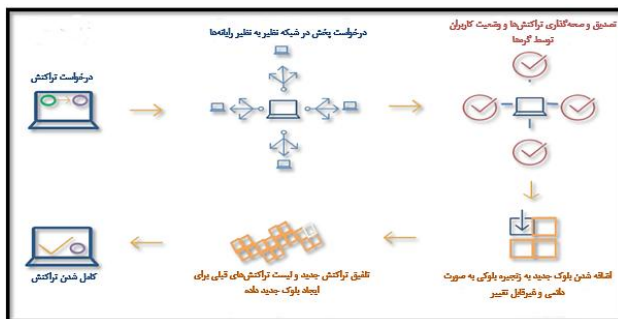 درخواست تراکنش
درخواست پخش در شبکه نظیر به نظیر رایانه‌ها
تصدیق و صحه‌گذاری تراکنش‌ها و وضعیت کاربران
توسط گره‌ها
اضافه شدن بلوک جدید به زنجیره بلوکی به صورت
دائمی و غیرقابل تغییر
تلفیق تراکنش جدید و لیست تراکنش‌های قبلی برای
ایجاد بلوک جدید داده
کامل شدن تراکنش